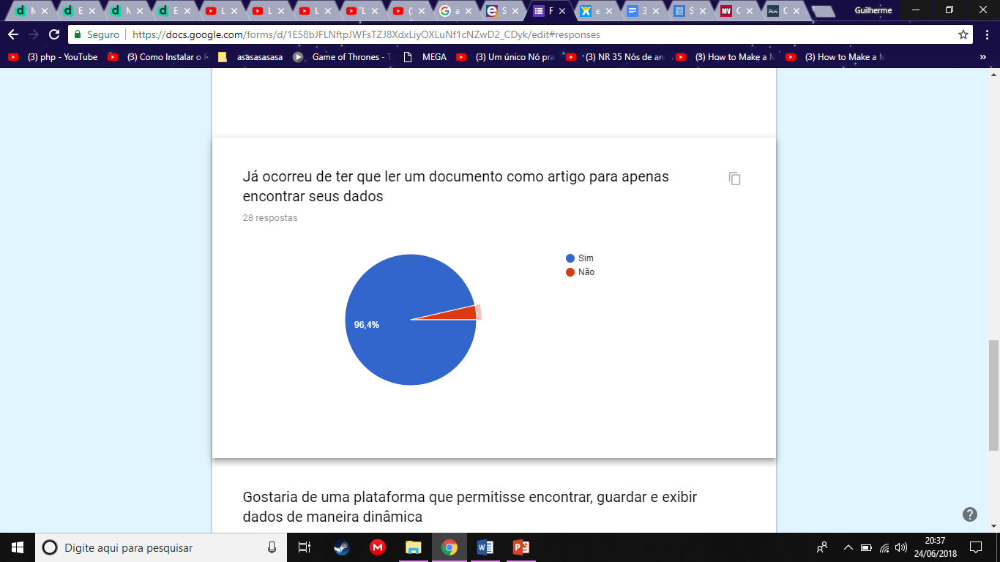 M
E
M
E
L
L
L
'L
(
a
S
F
e
3
S
C
C
Guilherme
Seguro
https://docs.google.com/forms/d/1E58bJFLNftpJWFsTZJ8XdxLiyOXLuNf1cNZwD2_CDyk/edit#responses
(3) php - YouTube
(3) Como Instalar o
asasasasasa
Game of Thrones - T
MEGA
(3) Um único Nó pra
(3) NR 35 Nós de an
(3) How to Make a M
(3) How to Make a M
»
Já ocorreu de ter que ler um documento como artigo para apenas
encontrar seus dados
28 respostas
Sim
Não
96,4%
Gostaria de uma plataforma que permitisse encontrar, guardar e exibir
dados de maneira dinâmica
Digite aqui para pesquisar
20:37
24/06/2018